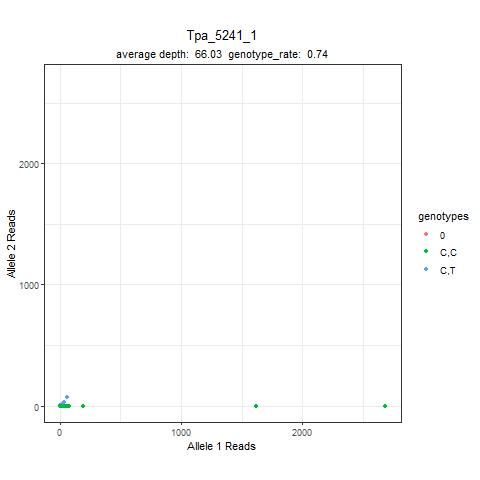 Tpa_5241_1
average depth:  66.03  genotype_rate:  0.74
Allele 2 Reads
2000
1000
0
0
1000
2000
Allele 1 Reads
genotypes
0
C,C
C,T